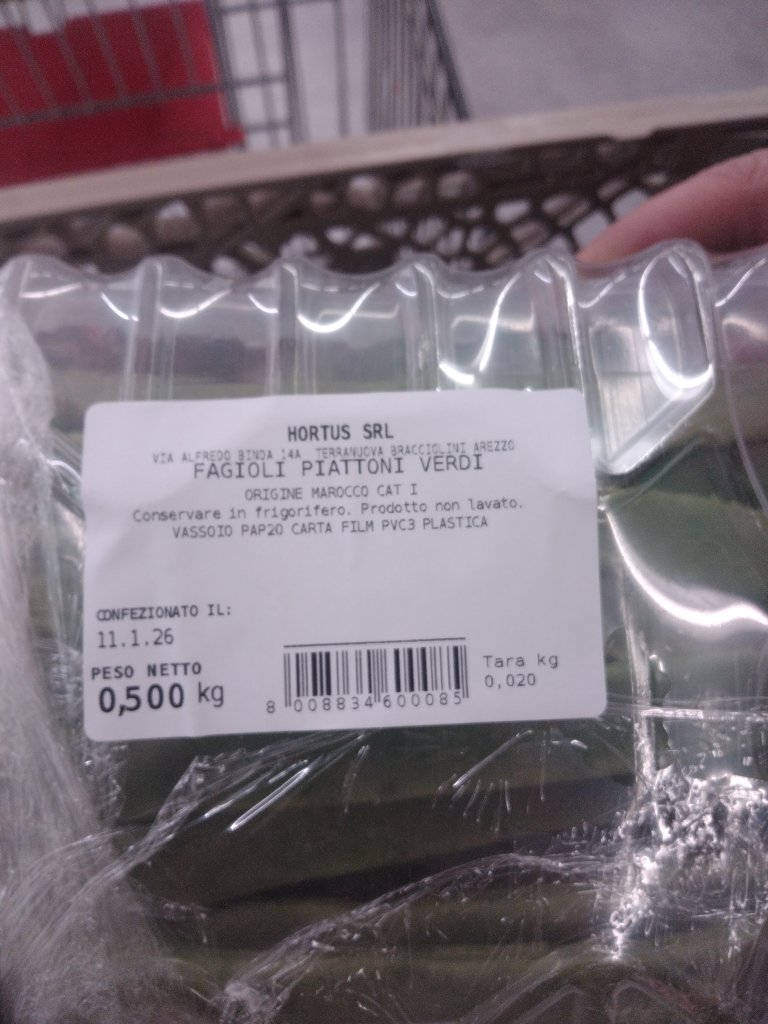 HORTUS SRL
VIA ALFREDO BINDA 14A TERRANUOVA BRACCIOLINI AREZZO
FAGIOLI PIATTONI VERDI
ORIGINE MAROCCO CAT I
Conservare in frigorifero. Prodotto non lavato.
VASSOIO PAP20 CARTA FILM PVC3 PLASTICA
CONFEZIONATO IL:
11.1.26
PESO NETTO
0,500 kg
8 008834 600085
Tara kg
0,020